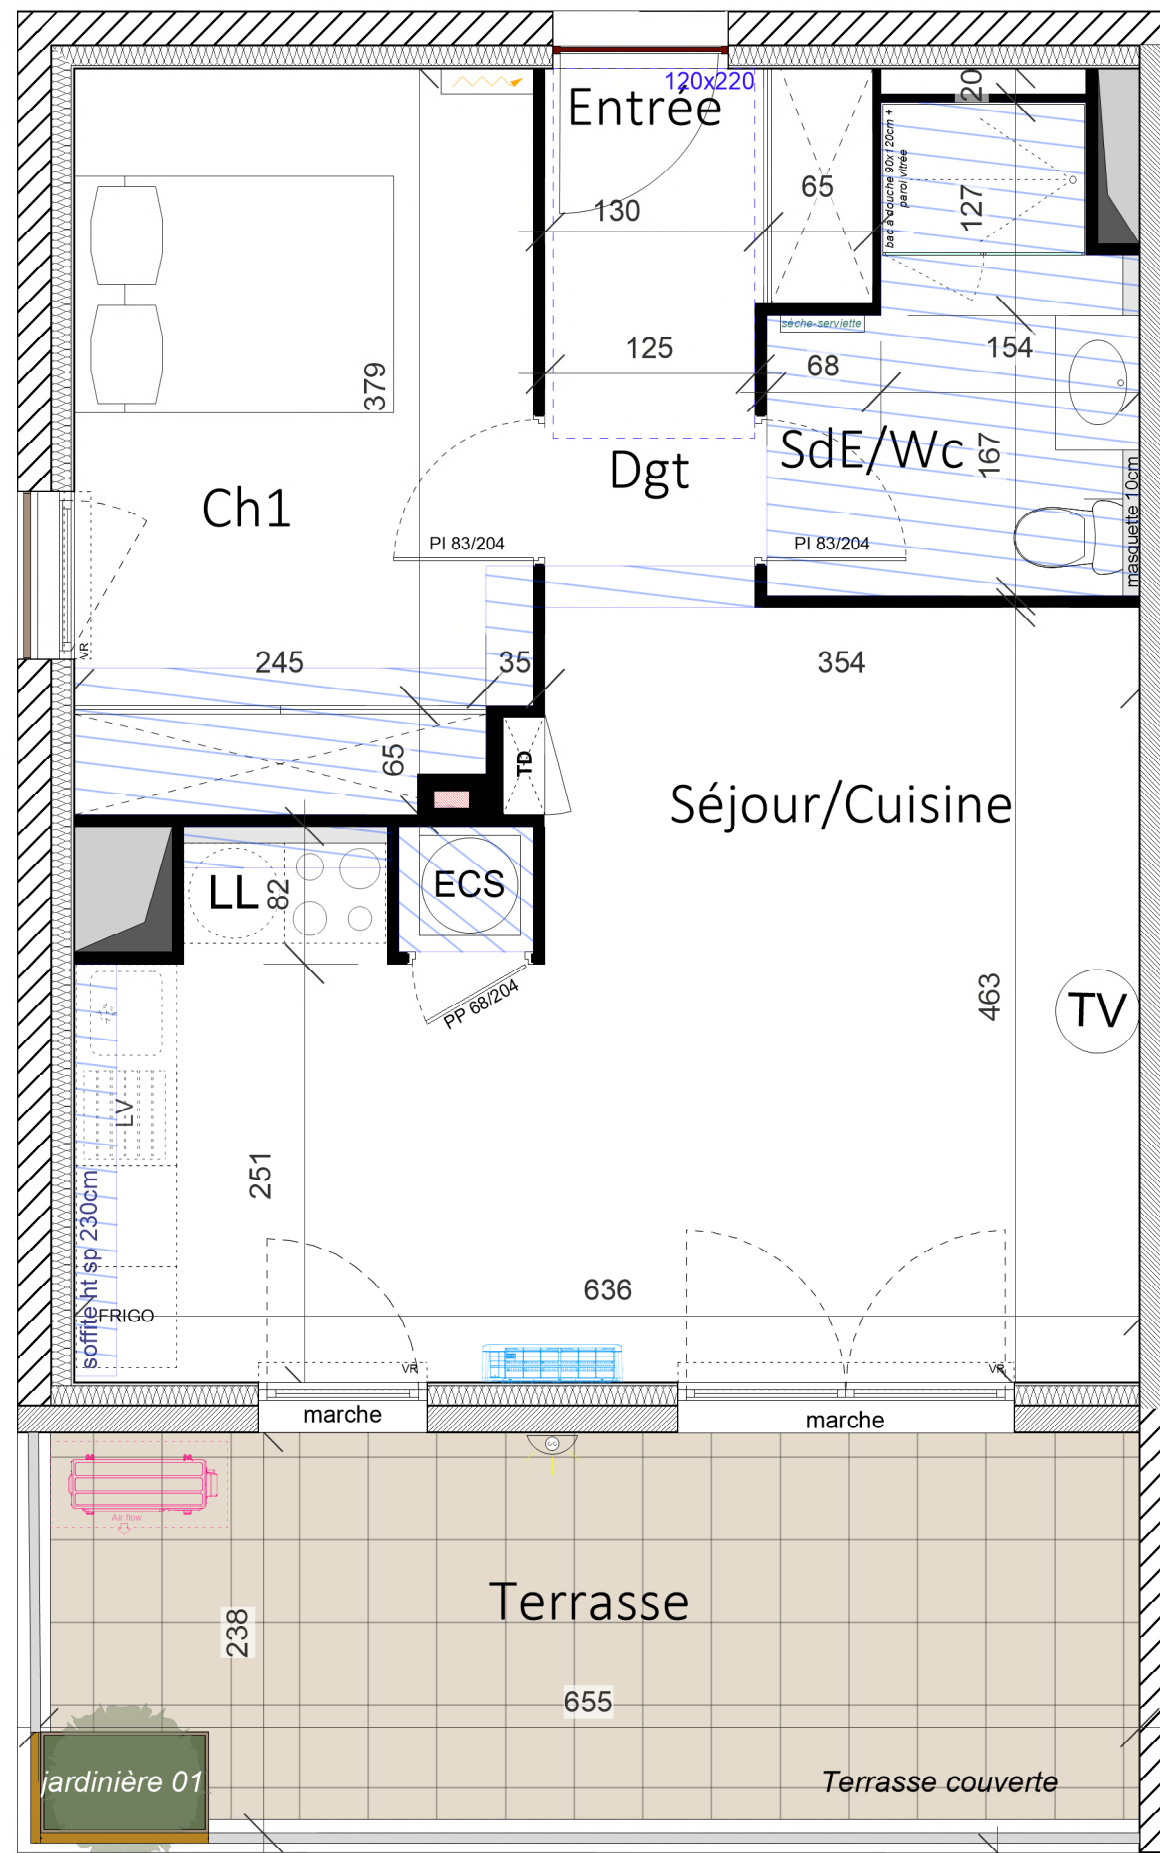 120x220
Entrée
20
bac à douche 90x120cm +
paroi vitrée
127
65
130
sèche-serviette
125
68
154
379
SdE/Wc
167
Dgt
masquette 10cm
Ch1
PI 83/204
PI 83/204
VR
245
35
354
65
TD
Séjour/Cuisine
LL
82
ECS
PP 68/204
463
TV
LV
251
soffite ht sp 230cm
636
FRIGO
VR
VR
marche
marche
Air flow
Terrasse
238
655
jardinière 01
Terrasse couverte